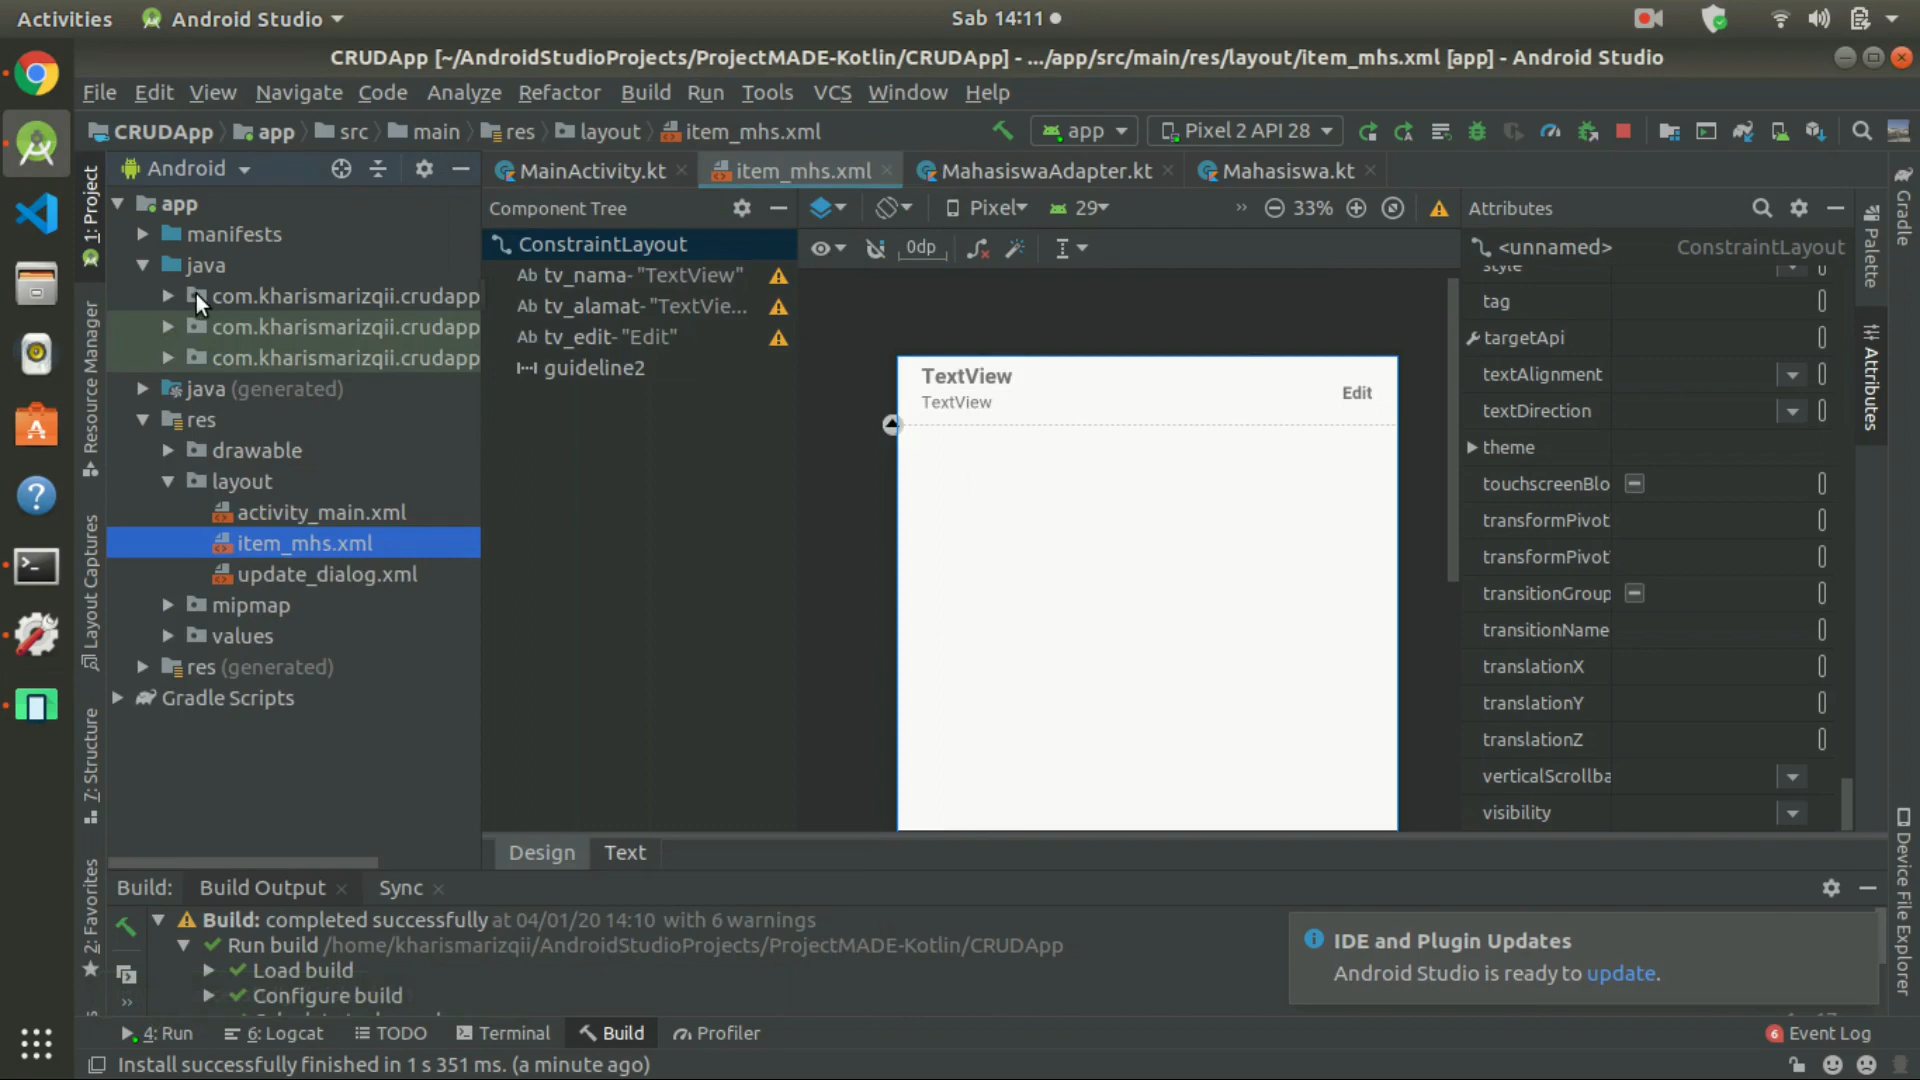 Activities
Android Studio
Sab 14:11
CRUDApp [~/AndroidStudioProjects/ProjectMADE-Kotlin/CRUDApp] - .../app/src/main/res/layout/item_mhs.xml [app] - Android Studio
File Edit View Navigate Code Analyze Refactor Build Run Tools VCS Window Help
CRUDApp app src main res layout item_mhs.xml
app
Pixel 2 API 28
Android
MainActivity.kt
item_mhs.xml
MahasiswaAdapter.kt
Mahasiswa.kt
1: Project
Resource Manager
Layout Captures
7: Structure
2: Favorites
app
manifests
java
com.kharismarizqii.crudapp
com.kharismarizqii.crudapp
com.kharismarizqii.crudapp
java (generated)
res
drawable
layout
activity_main.xml
item_mhs.xml
update_dialog.xml
mipmap
values
res (generated)
Gradle Scripts
Component Tree
ConstraintLayout
Ab tv_nama- "TextView"
Ab tv_alamat- "TextVie...
Ab tv_edit- "Edit"
guideline2
Pixel
29
33%
0dp
TextView
TextView
Edit
Design
Text
Attributes
<unnamed> ConstraintLayout
style
tag
targetApi
textAlignment
textDirection
theme
touchscreenBlo
transformPivot
transformPivot
transitionGroup
transitionName
translationX
translationY
translationZ
verticalScrollba
visibility
Gradle
Palette
Attributes
Device File Explorer
Build:
Build Output
Sync
Build: completed successfully at 04/01/20 14:10 with 6 warnings
Run build /home/kharismarizqii/AndroidStudioProjects/ProjectMADE-Kotlin/CRUDApp
Load build
Configure build
IDE and Plugin Updates
Android Studio is ready to update.
4: Run
6: Logcat
TODO
Terminal
Build
Profiler
6 Event Log
Install successfully finished in 1 s 351 ms. (a minute ago)